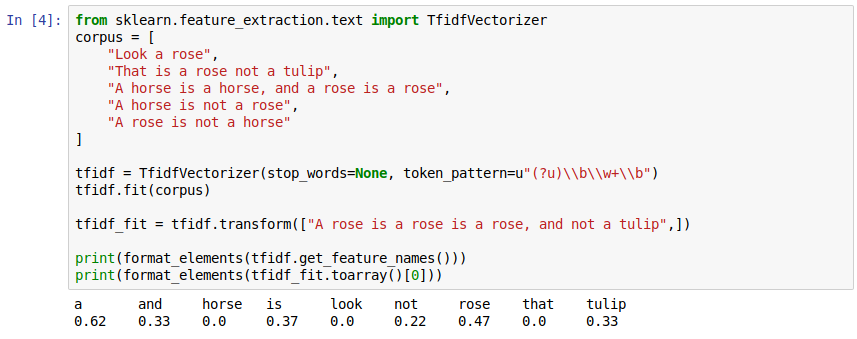 In [4]: from sklearn.feature_extraction.text import TfidfVectorizer
corpus = [
    "Look a rose",
    "That is a rose not a tulip",
    "A horse is a horse, and a rose is a rose",
    "A horse is not a rose",
    "A rose is not a horse"
]

tfidf = TfidfVectorizer(stop_words=None, token_pattern=u"(?u)\\b\\w+\\b")
tfidf.fit(corpus)

tfidf_fit = tfidf.transform(["A rose is a rose is a rose, and not a tulip",])

print(format_elements(tfidf.get_feature_names()))
print(format_elements(tfidf_fit.toarray()[0]))
a and horse is look not rose that tulip
0.62 0.33 0.0 0.37 0.0 0.22 0.47 0.0 0.33